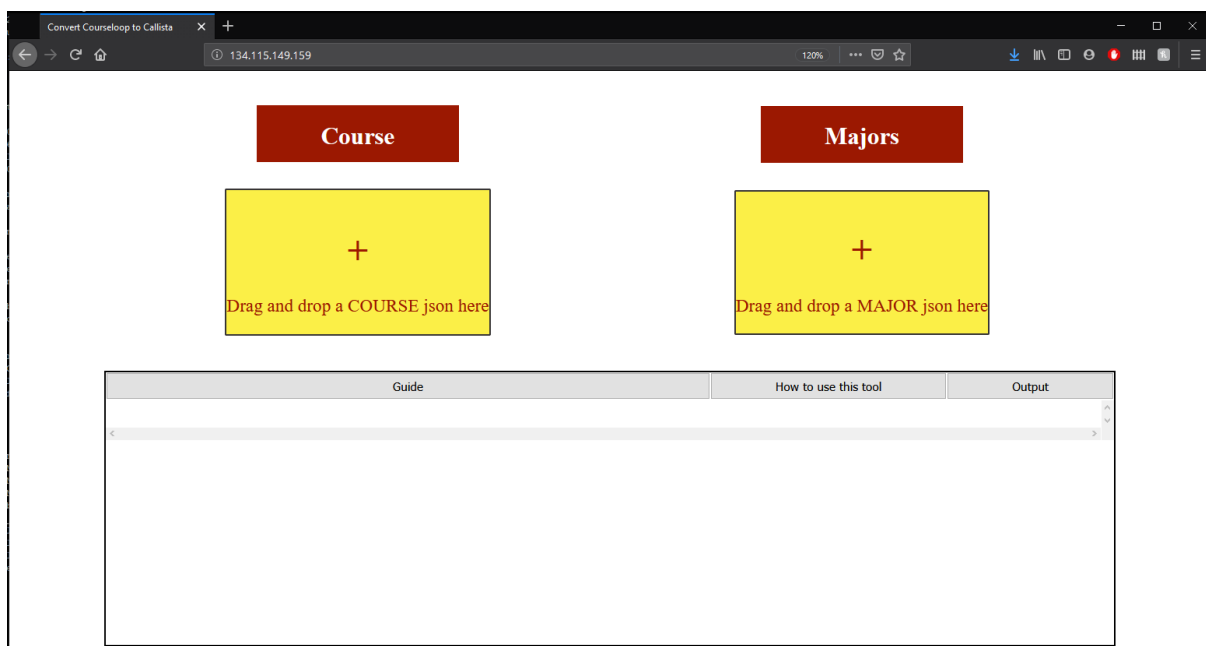 Convert Courseloop to Callista
134.115.149.159
120%
Course
Majors
+
+
Drag and drop a COURSE json here
Drag and drop a MAJOR json here
Guide
How to use this tool
Output